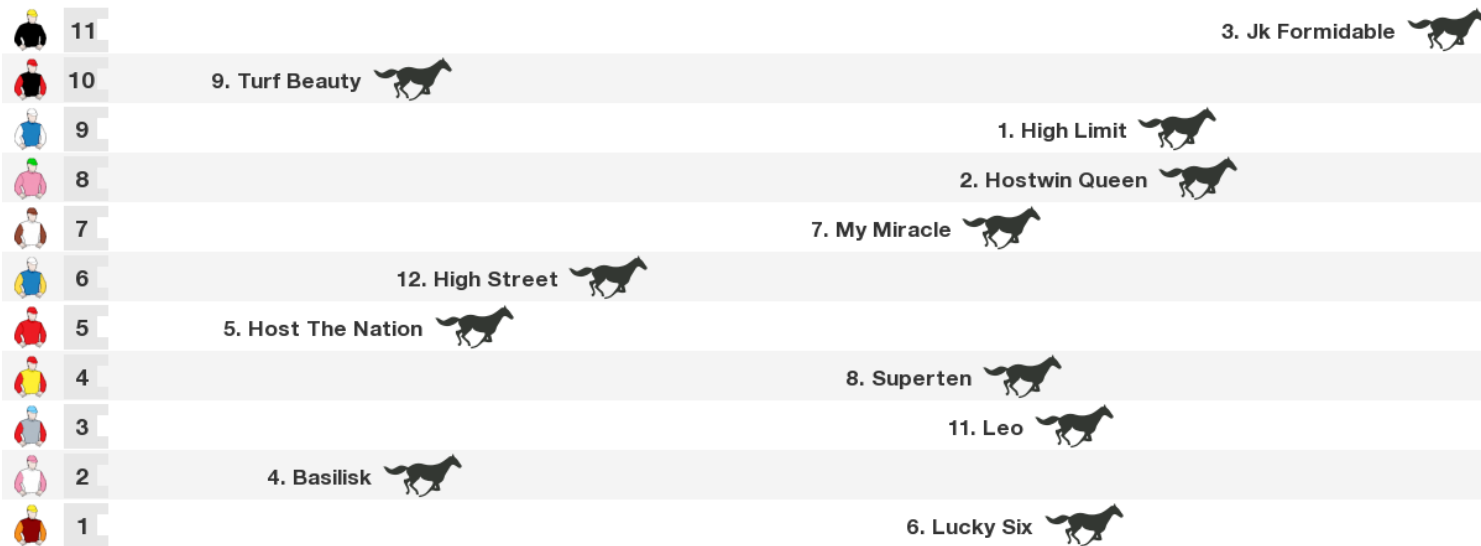 11 3. Jk Formidable
10 9. Turf Beauty
9 1. High Limit
8 2. Hostwin Queen
7 7. My Miracle
6 12. High Street
5 5. Host The Nation
4 8. Superten
3 11. Leo
2 4. Basilisk
1 6. Lucky Six